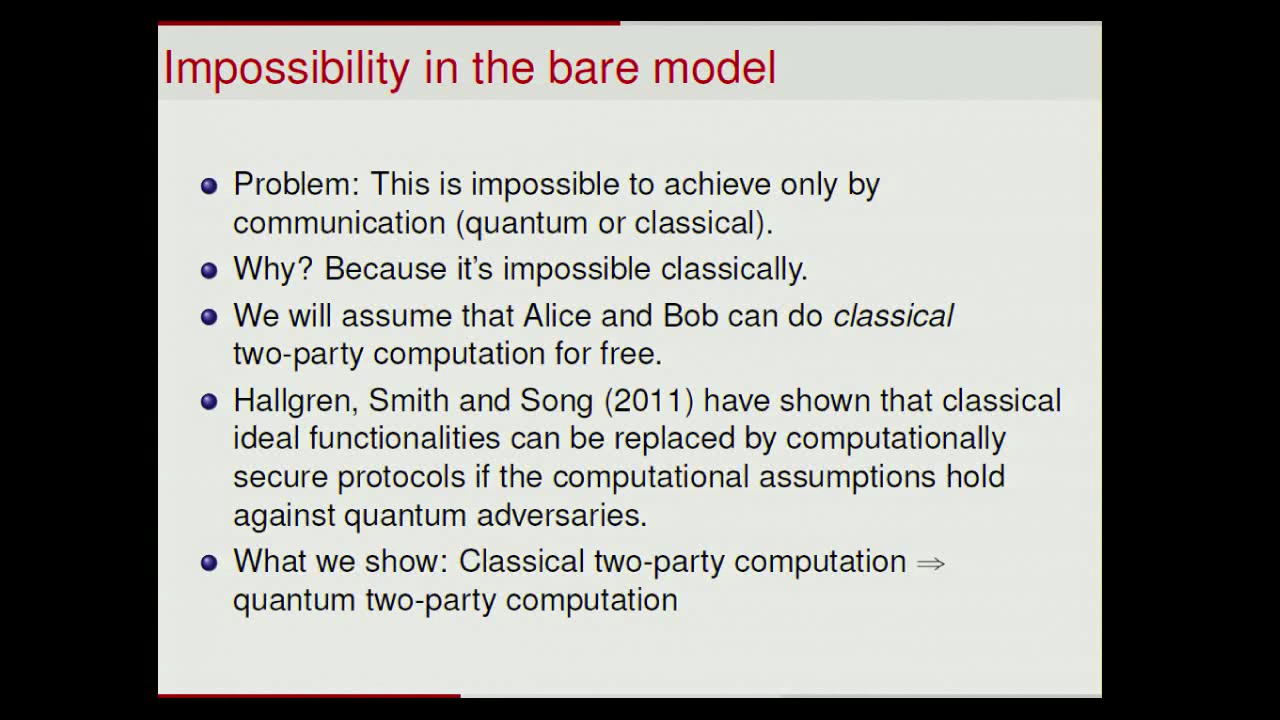 Impossibility in the bare model
Problem: This is impossible to achieve only by
communication (quantum or classical).
Why? Because it's impossible classically.
We will assume that Alice and Bob can do classical
two-party computation for free.
Hallgren, Smith and Song (2011) have shown that classical
ideal functionalities can be replaced by computationally
secure protocols if the computational assumptions hold
against quantum adversaries.
What we show: Classical two-party computation ⇒
quantum two-party computation